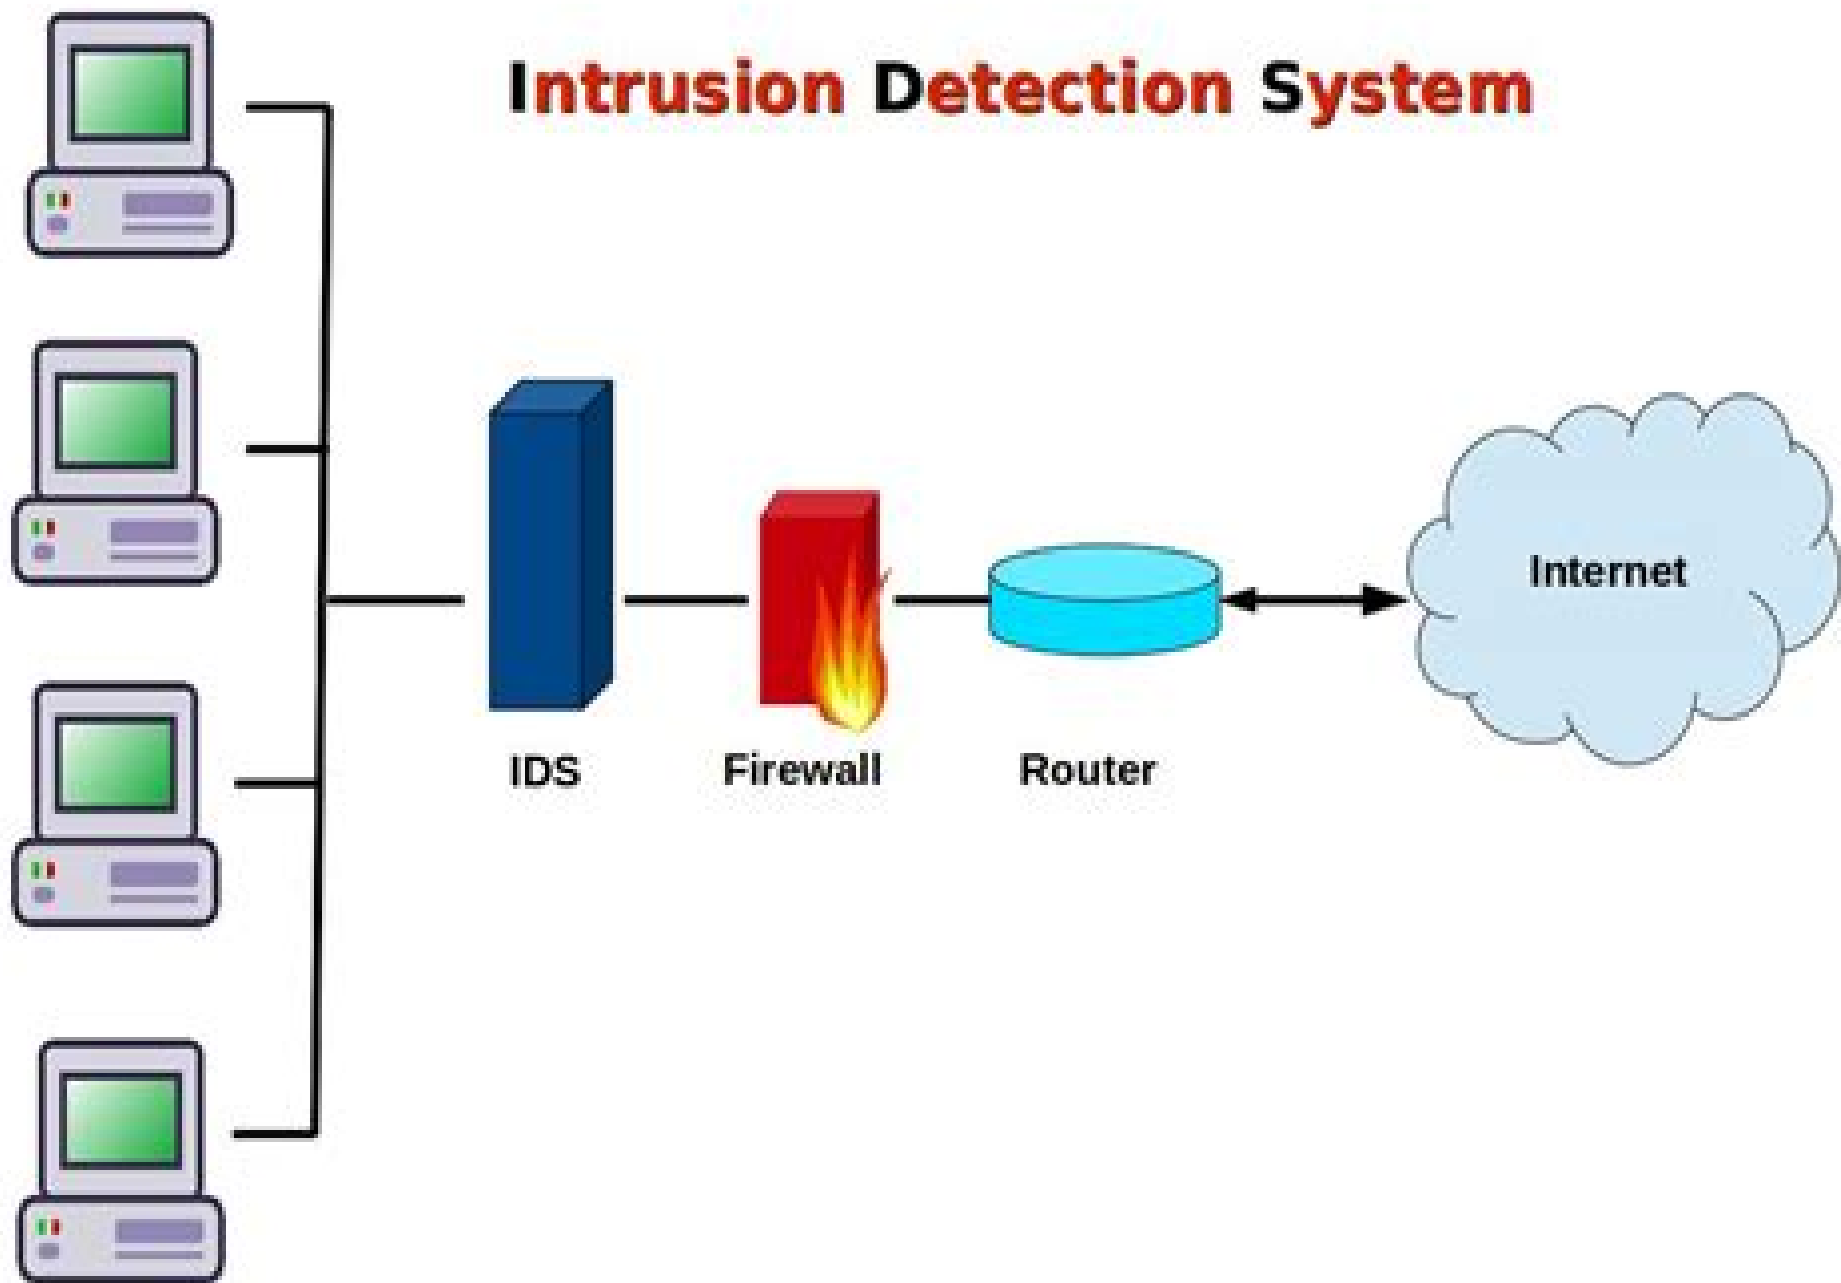 Intrusion Detection System
Internet
IDS
Firewall
Router